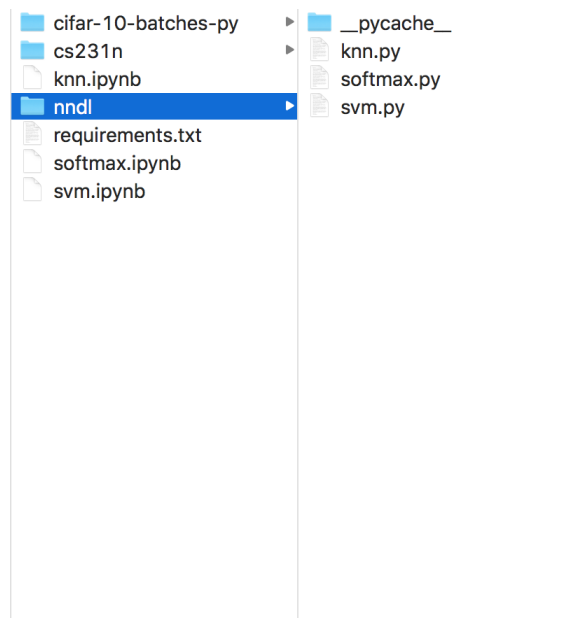 cifar-10-batches-py
cs231n
knn.ipynb
nndl
requirements.txt
softmax.ipynb
svm.ipynb
__pycache__
knn.py
softmax.py
svm.py